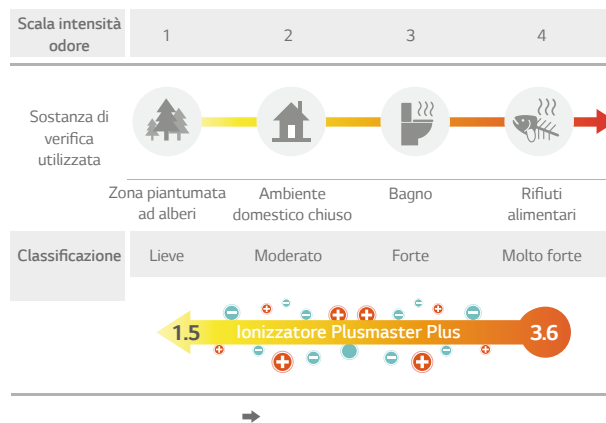 Scala intensità
odore
1 2 3 4
Sostanza di
verifica
utilizzata
Zona piantumata
ad alberi
Ambiente
domestico chiuso
Bagno
Rifiuti
alimentari
Classificazione Lieve Moderato Forte Molto forte
1.5 Ionizzatore Plusmaster Plus 3.6